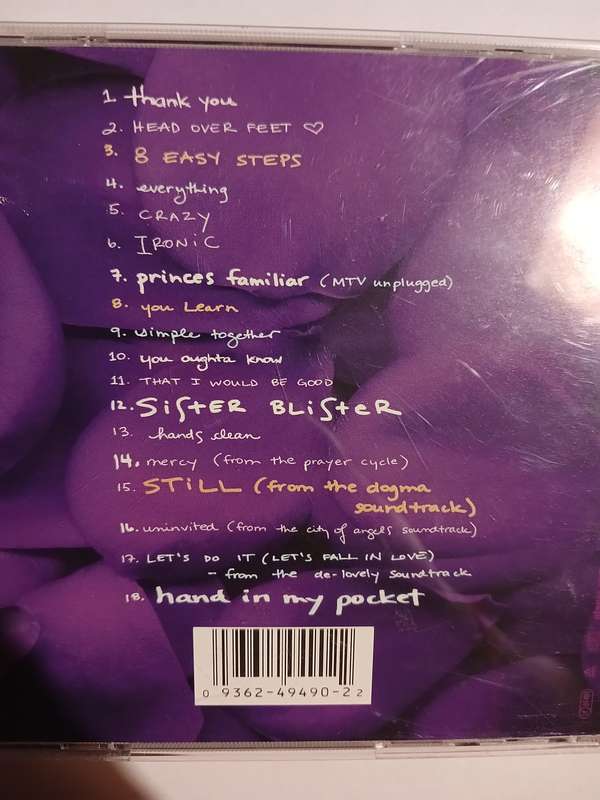 1 thank you
2. HEAD OVER FEET ♡
3. 8 EASY STEPS
4. everything
5. CRAZY
6. IRONiC
7. princes familiar (MTV unplugged)
8. you Learn
9. simple together
10. you oughta know
11. THAT I WOULD BE GOOD
12. SiSTER BLiSteR
13. hands clean
14. mercy (from the prayer cycle)
15. STiLL (from the dogma
soundtrack)
16. uninvited (from the city of angels soundtrack)
17. LET'S DO IT (LET'S FALL IN LOVE)
- from the de-lovely soundtrack
18. hand in my pocket
0 9362-49490-2 2